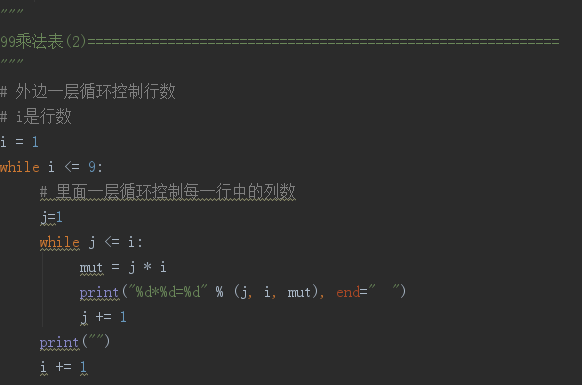 """
99乘法表(2)===========================================================
"""
# 外边一层循环控制行数
# i是行数
i = 1
while i <= 9:
    # 里面一层循环控制每一行中的列数
    j=1
    while j <= i:
        mut = j * i
        print("%d*%d=%d" % (j, i, mut), end="  ")
        j += 1
    print("")
    i += 1